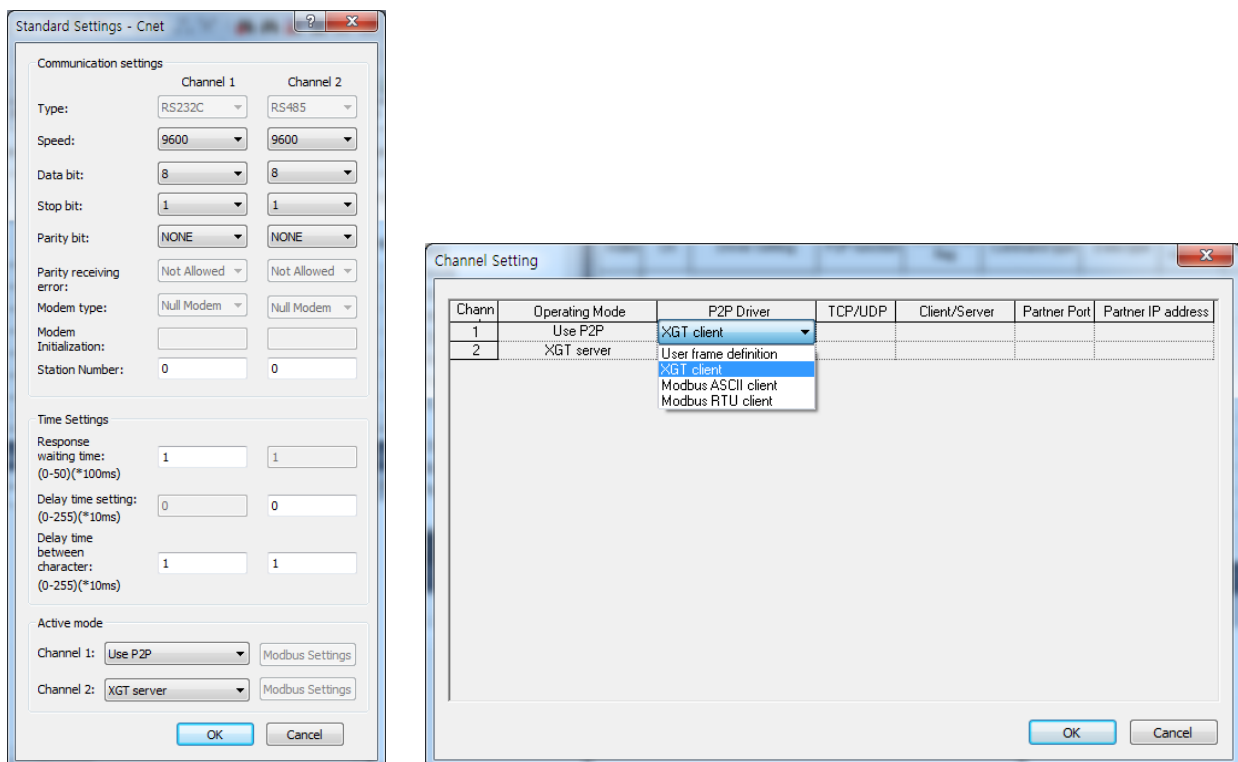 Standard Settings - Cnet
Communication settings
Channel 1 Channel 2
Type: RS232C RS485
Speed: 9600 9600
Data bit: 8 8
Stop bit: 1 1
Parity bit: NONE NONE
Parity receiving
error: Not Allowed Not Allowed
Modem type: Null Modem Null Modem
Modem
Initialization:
Station Number: 0 0
Time Settings
Response
waiting time: 1 1
(0-50)(*100ms)
Delay time setting: 0 0
(0-255)(*10ms)
Delay time
between
character: 1 1
(0-255)(*10ms)
Active mode
Channel 1: Use P2P Modbus Settings
Channel 2: XGT server Modbus Settings
OK Cancel
Channel Setting
Chann Operating Mode P2P Driver TCP/UDP Client/Server Partner Port Partner IP address
1 Use P2P XGT client
2 XGT server
User frame definition
XGT client
Modbus ASCII client
Modbus RTU client
OK Cancel